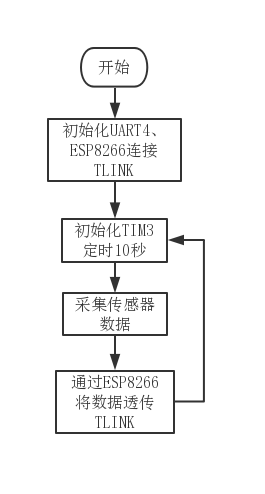 开始
初始化UART4、
ESP8266连接
TLINK
初始化TIM3
定时10秒
采集传感器
数据
通过ESP8266
将数据透传
TLINK